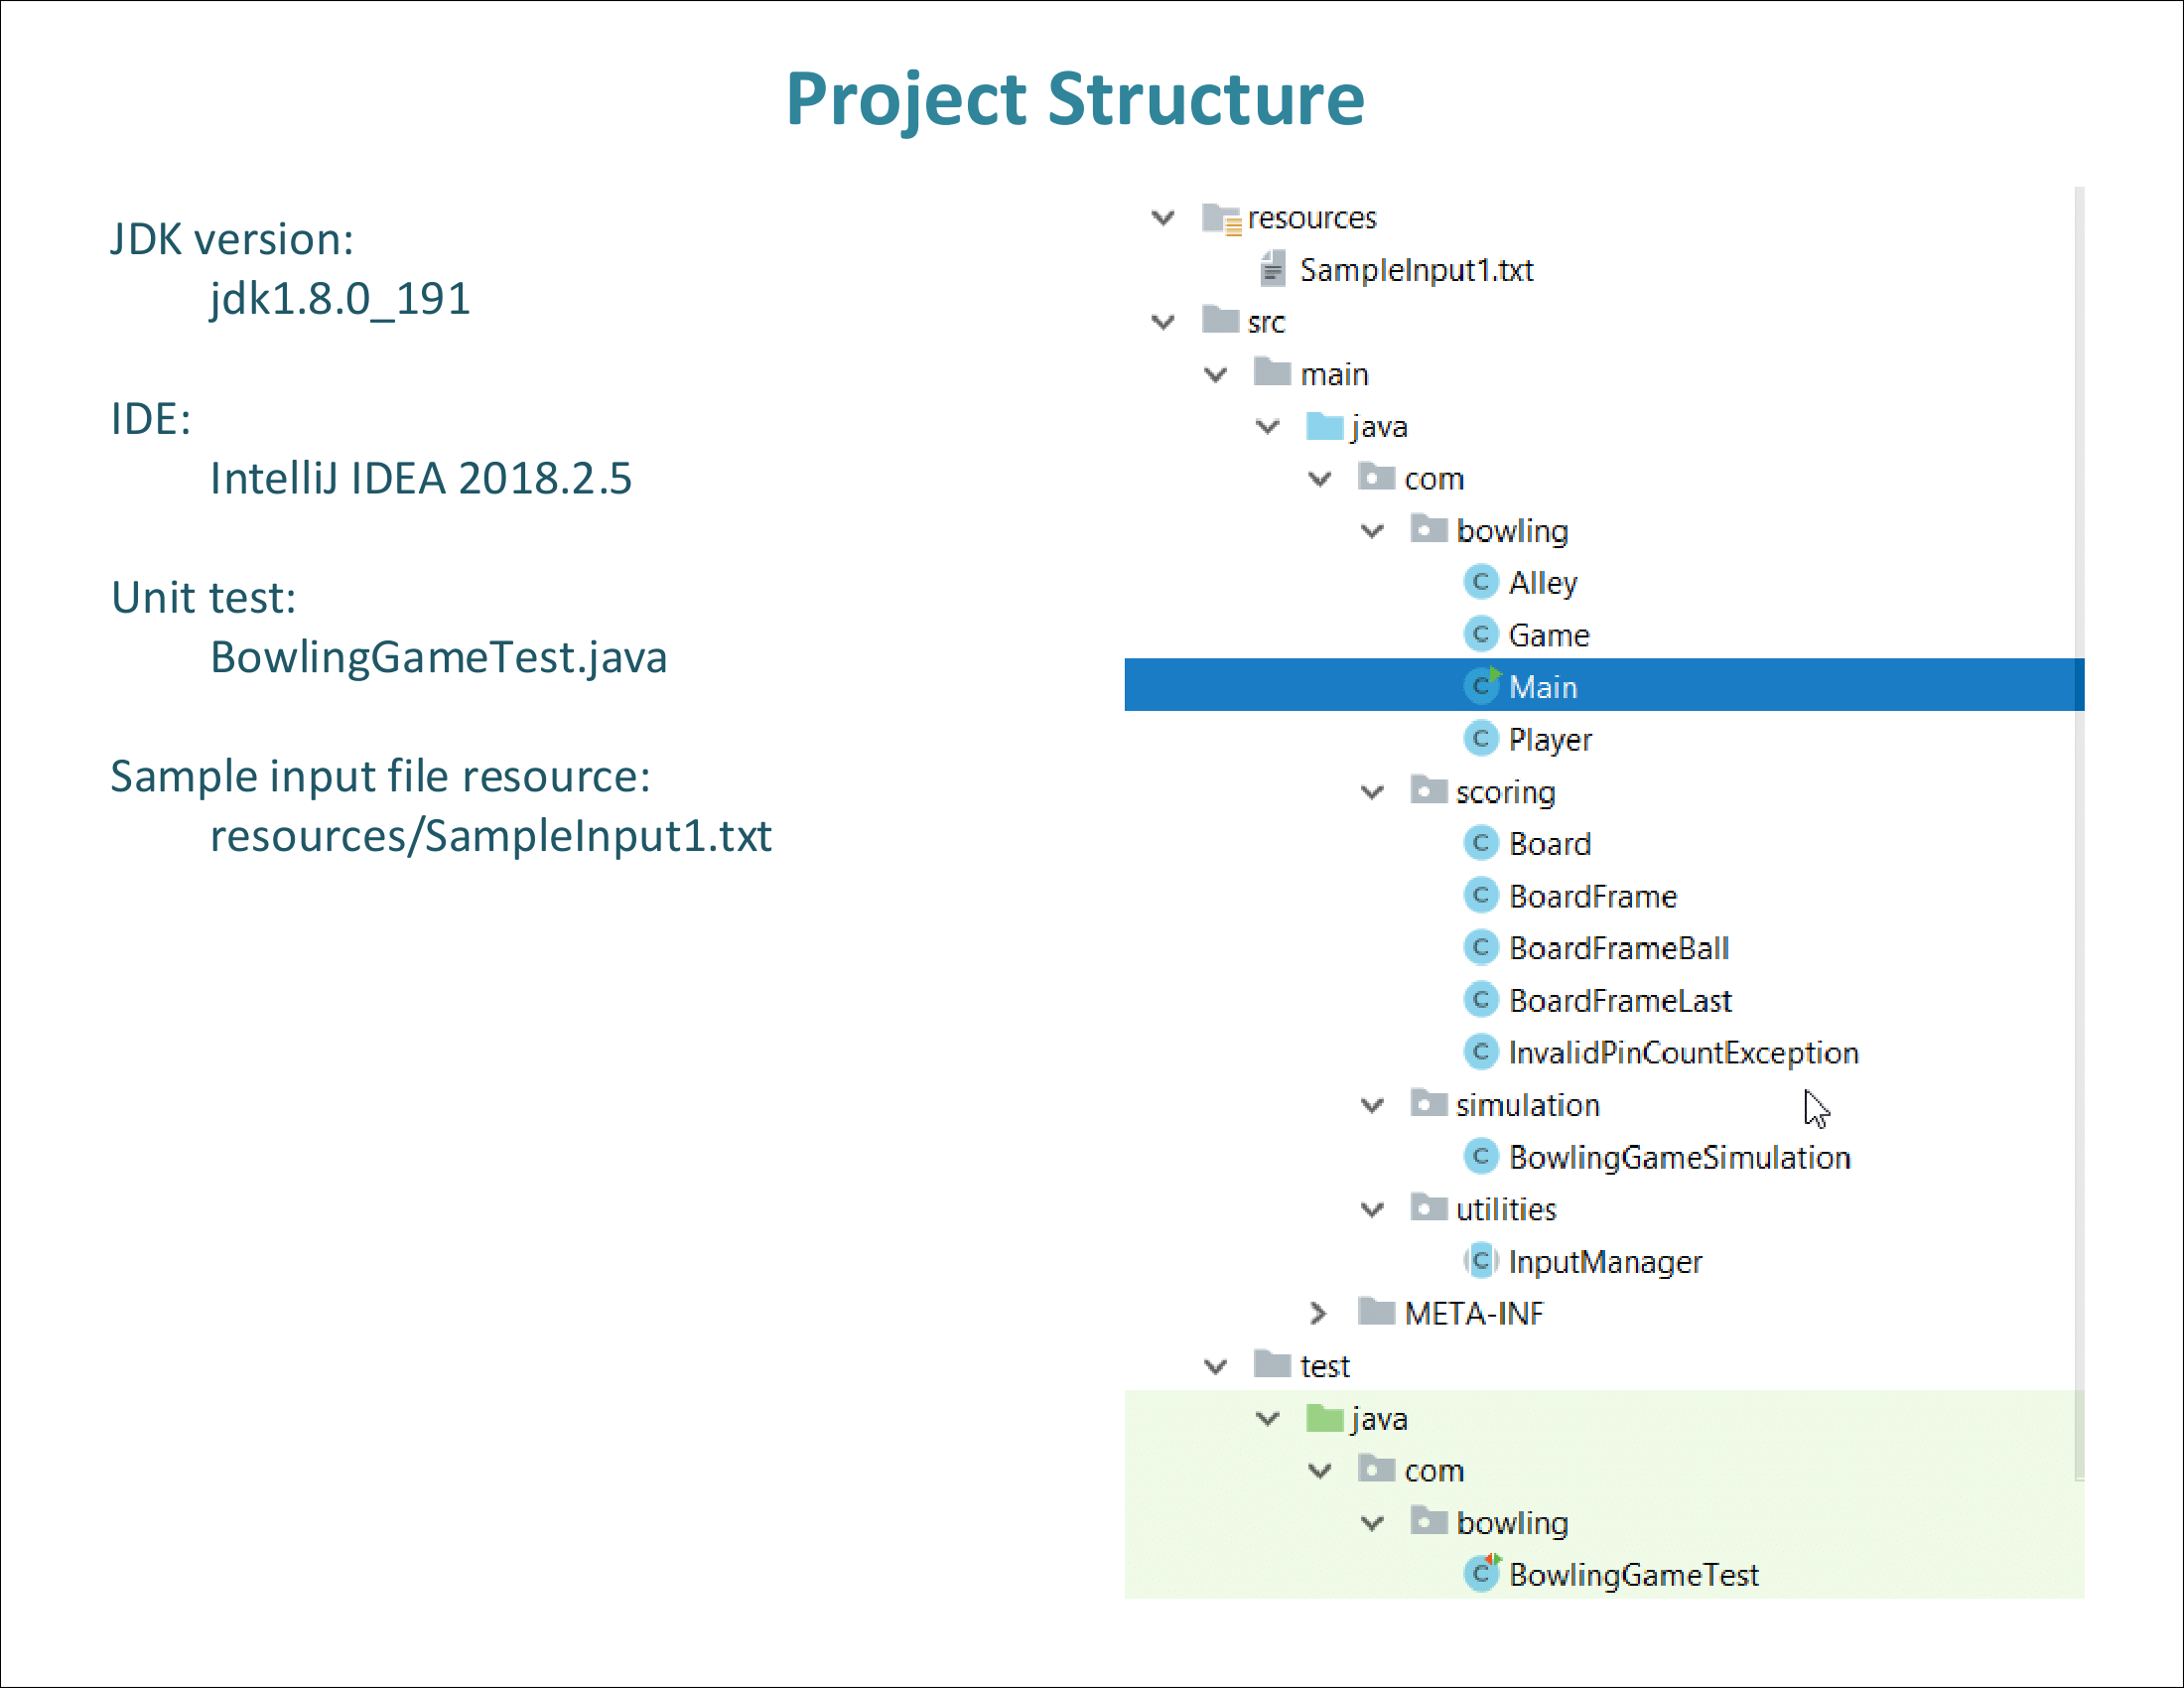 Project Structure
JDK version:
jdk1.8.0_191
IDE:
IntelliJ IDEA 2018.2.5
Unit test:
BowlingGameTest.java
Sample input file resource:
resources/SampleInput1.txt
resources
SampleInput1.txt
src
main
java
com
bowling
C Alley
C Game
C Main
C Player
scoring
C Board
C BoardFrame
C BoardFrameBall
C BoardFrameLast
C InvalidPinCountException
simulation
C BowlingGameSimulation
utilities
C InputManager
META-INF
test
java
com
bowling
C BowlingGameTest